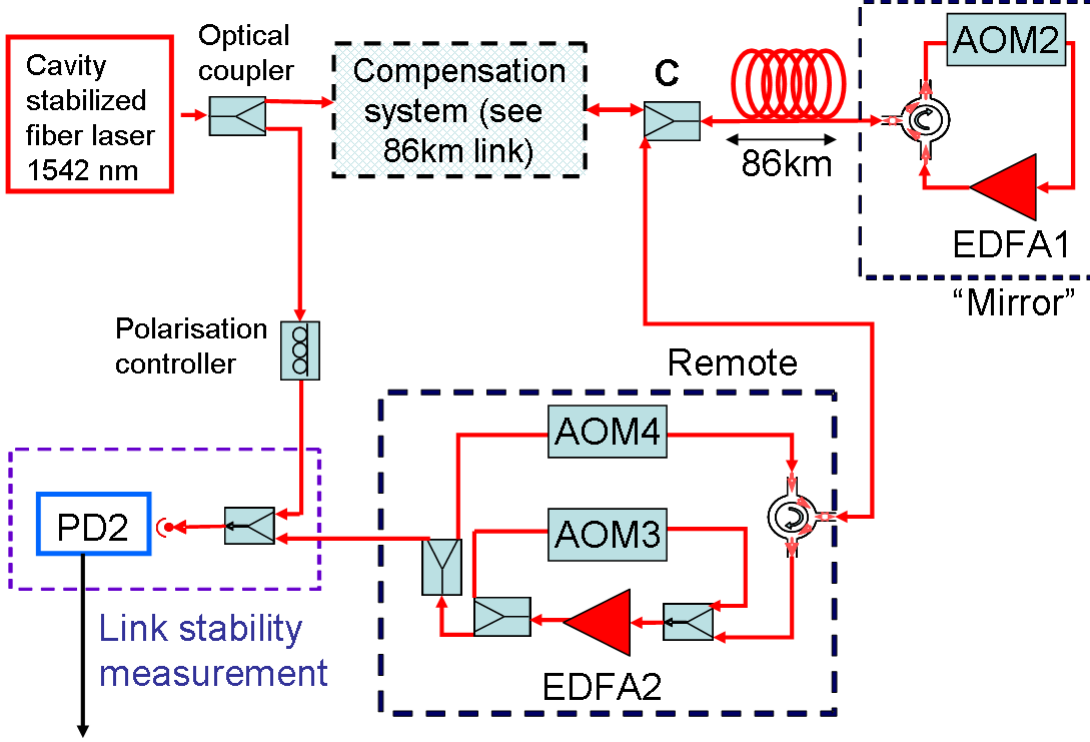 Cavity
stabilized
fiber laser
1542 nm
Optical
coupler
Compensation
system (see
86km link)
C
86km
AOM2
EDFA1
“Mirror”
Polarisation
controller
Remote
AOM4
AOM3
EDFA2
PD2
Link stability
measurement